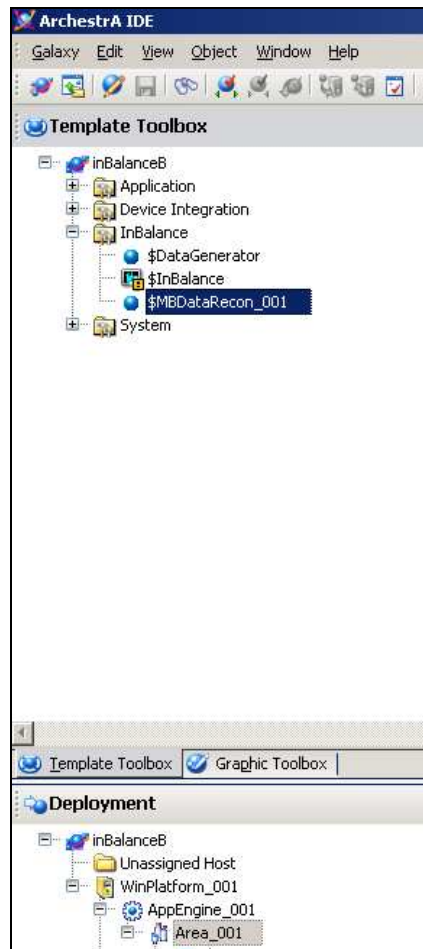 ArchestrA IDE
Galaxy Edit View Object Window Help
Template Toolbox
inBalanceB
Application
Device Integration
InBalance
$DataGenerator
$InBalance
$MBDataRecon_001
System
Template Toolbox Graphic Toolbox
Deployment
inBalanceB
Unassigned Host
WinPlatform_001
AppEngine_001
Area_001